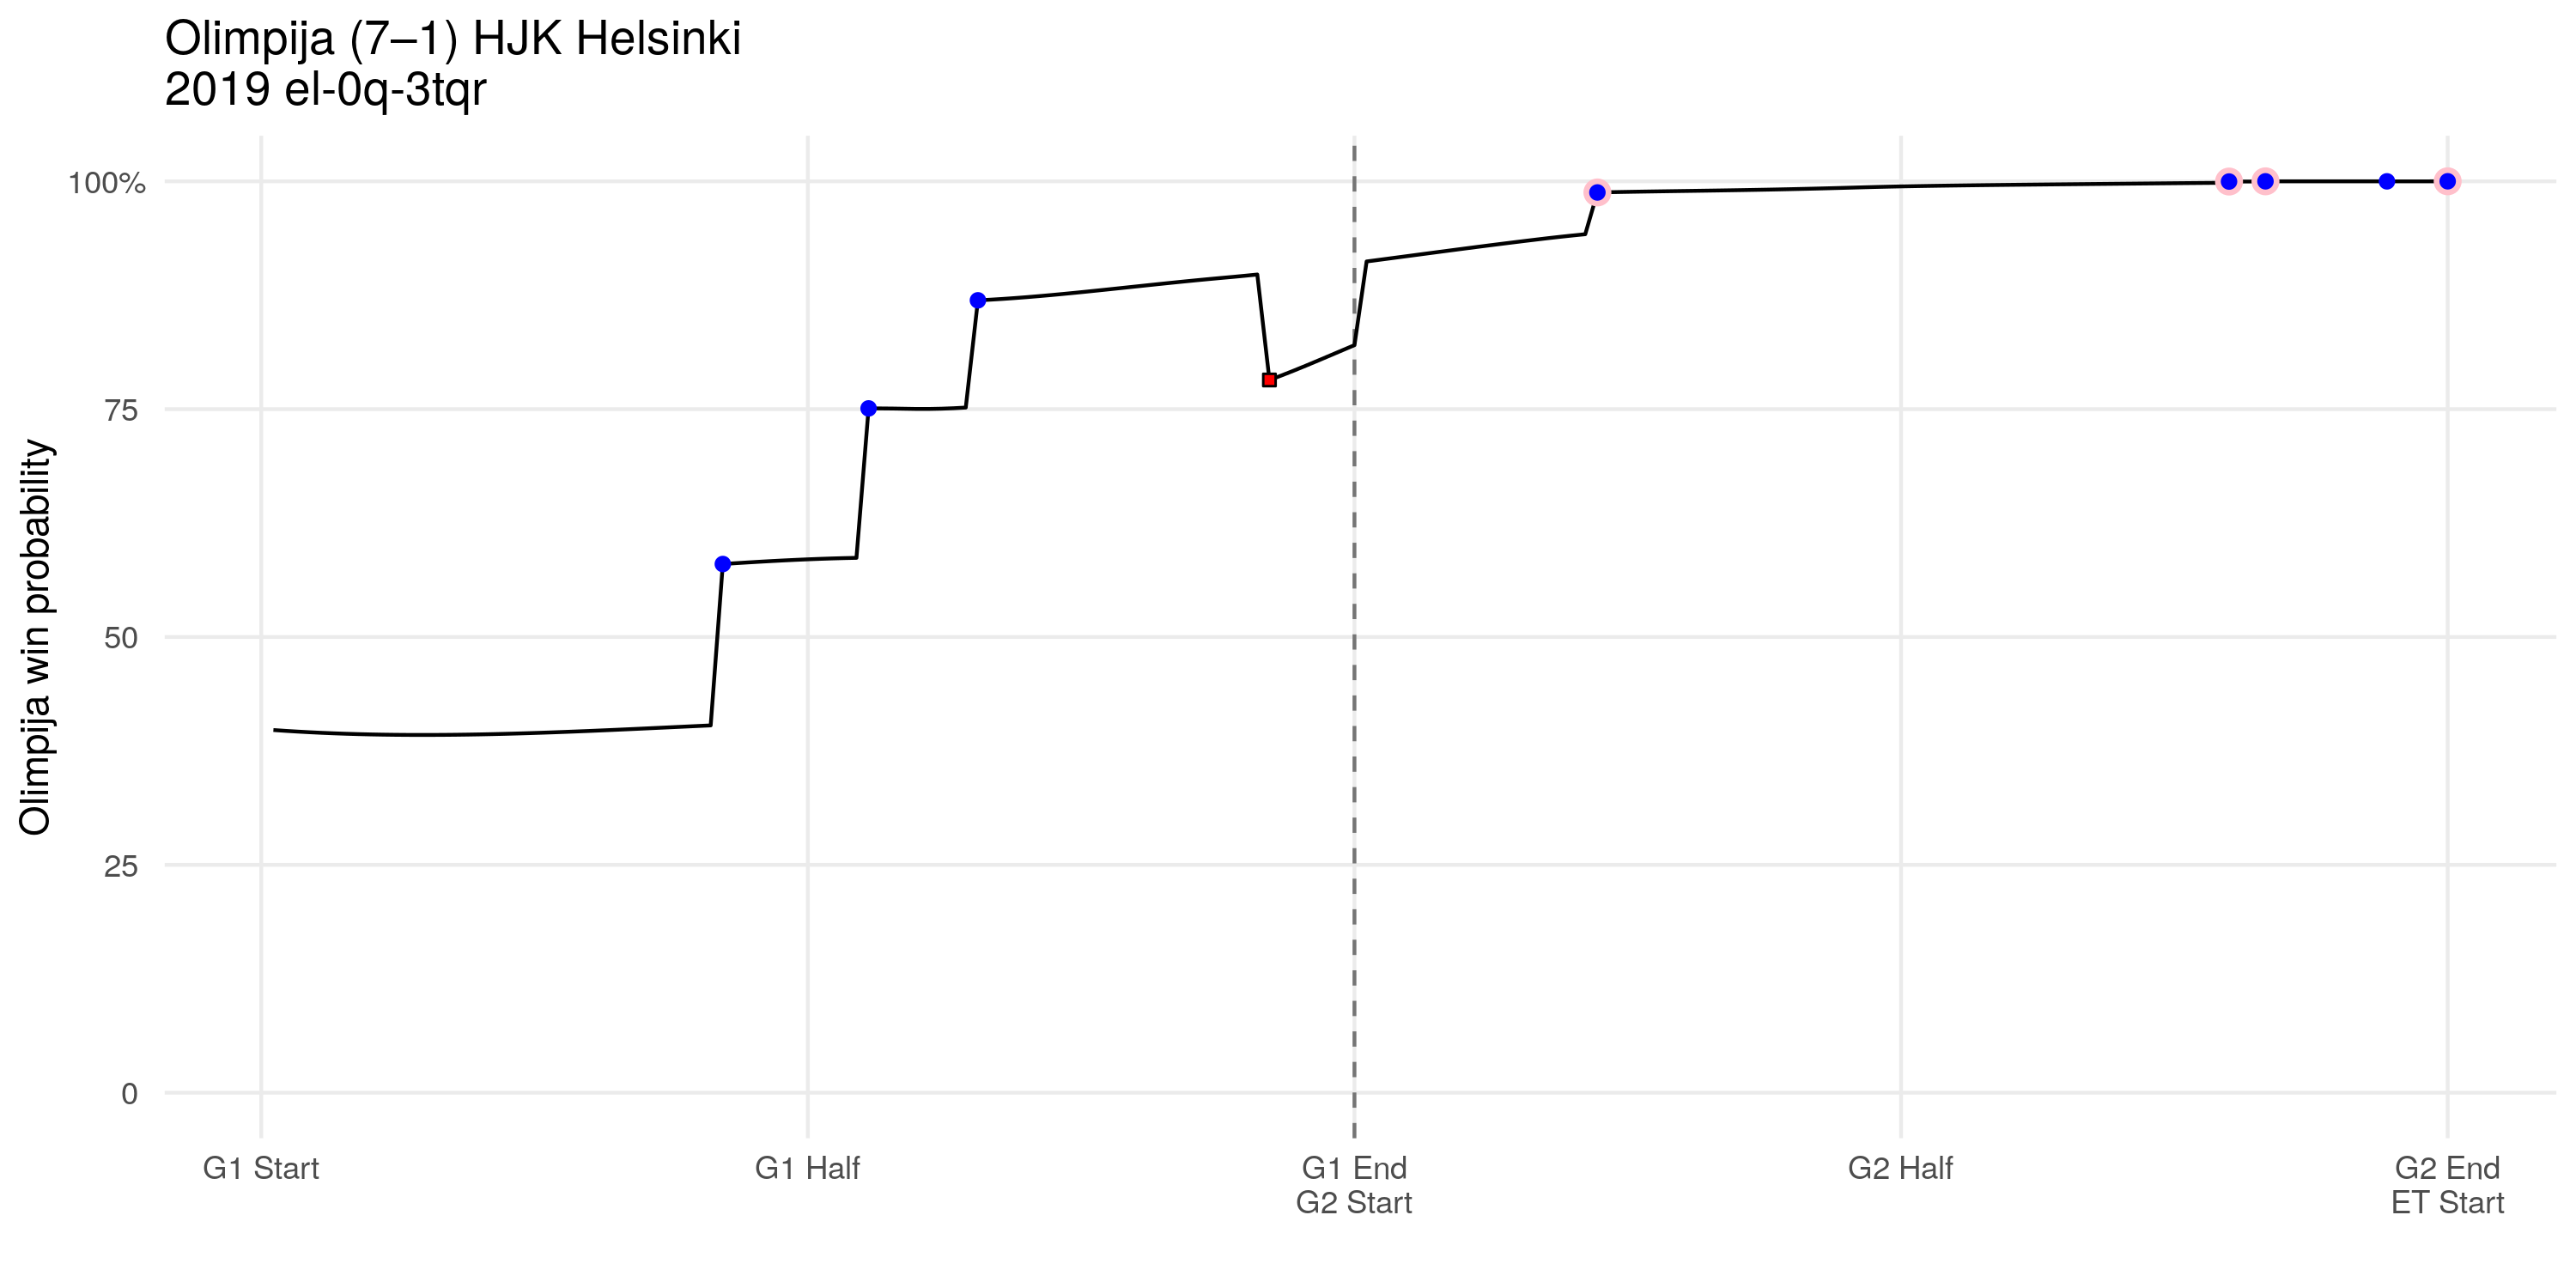 Olimpija (7–1) HJK Helsinki
2019 el-0q-3tqr
Olimpija win probability
100%
75
50
25
0
G1 Start
G1 Half
G1 End
G2 Start
G2 Half
G2 End
ET Start